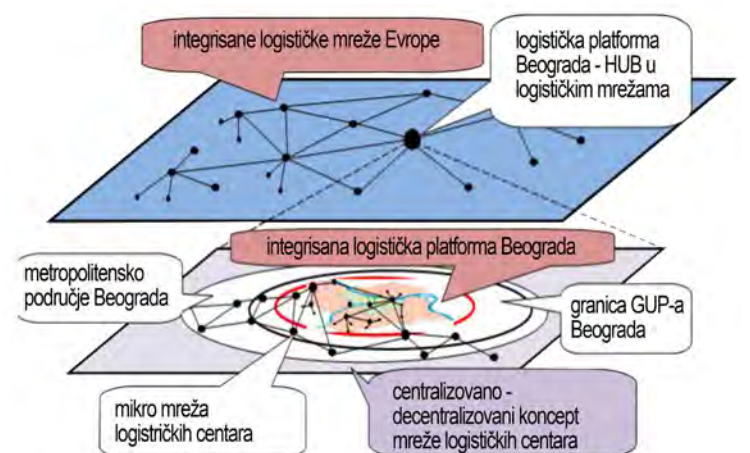 integrisane logističke mreže Evrope
logistička platforma
Beograda - HUB u
logističkim mrežama
integrisana logistička platforma Beograda
metropolitensko
područje Beograda
granica GUP-a
Beograda
mikro mreža
logistričkih centara
centralizovano -
decentralizovani koncept
mreže logističkih centara